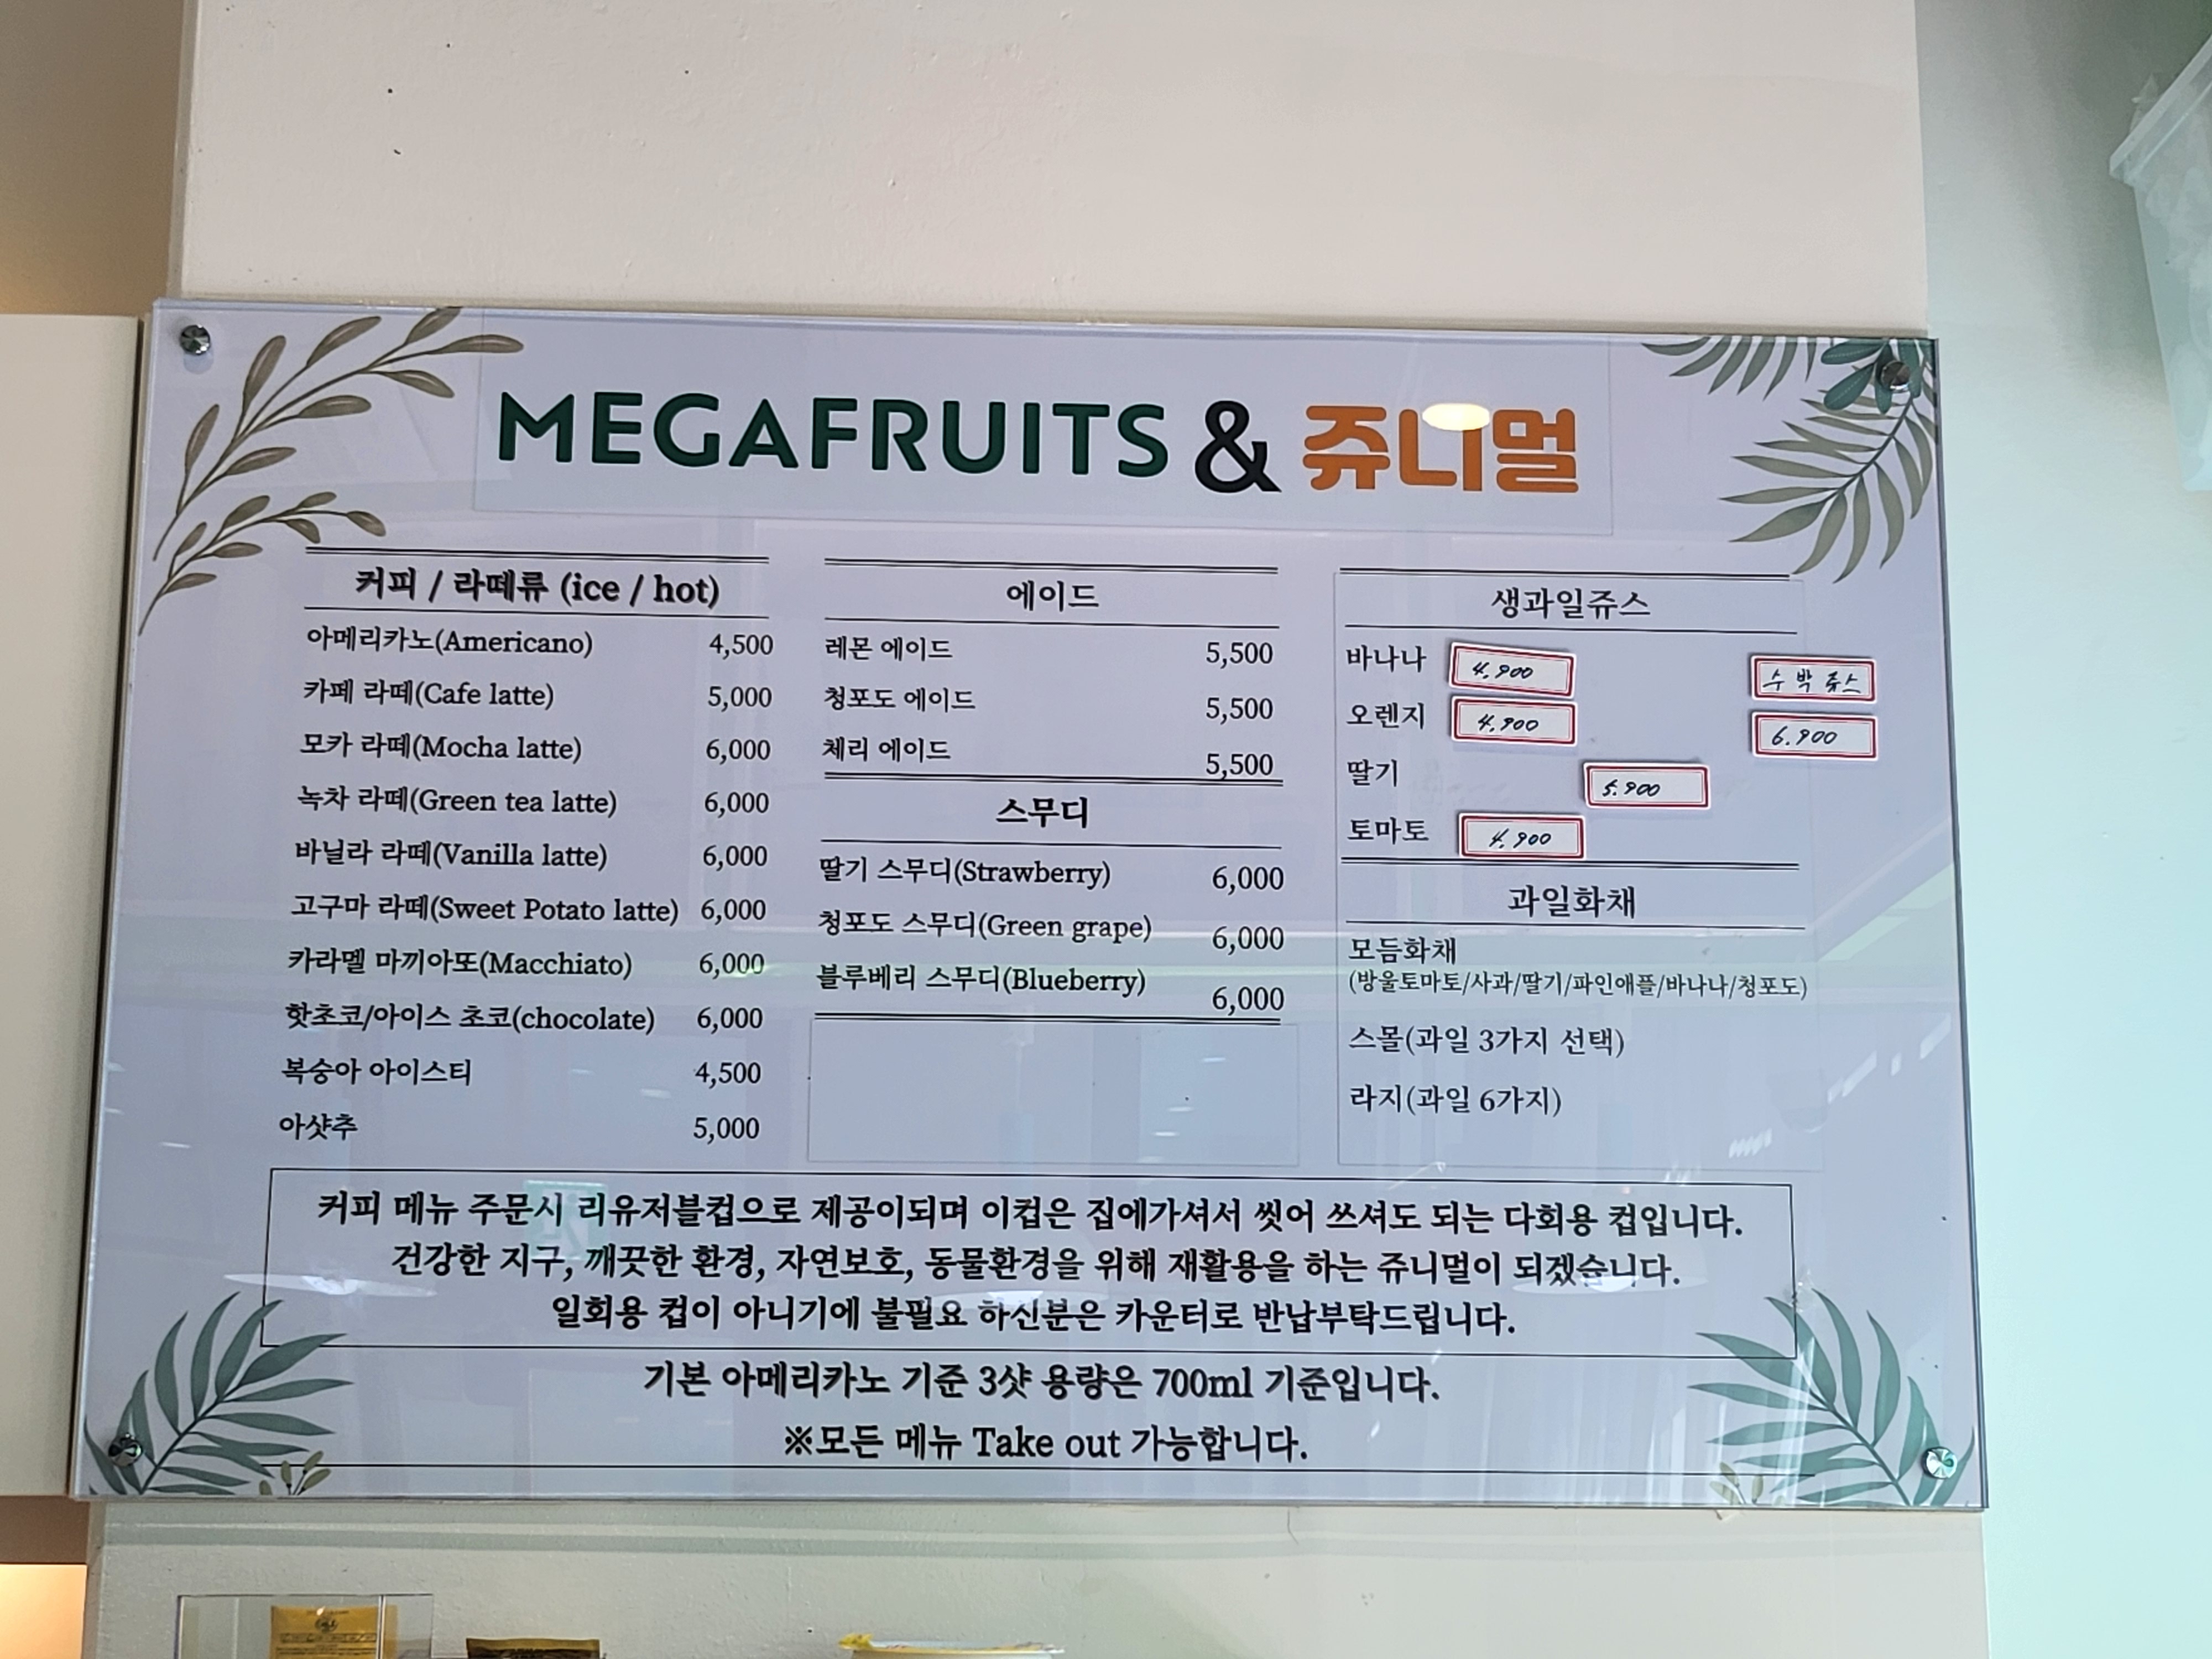 MEGAFRUITS & 쥬니멀
커피 / 라떼류 (ice / hot)
아메리카노(Americano) 4,500
카페 라떼(Cafe latte) 5,000
모카 라떼(Mocha latte) 6,000
녹차 라떼(Green tea latte) 6,000
바닐라 라떼(Vanilla latte) 6,000
고구마 라떼(Sweet Potato latte) 6,000
카라멜 마끼아또(Macchiato) 6,000
핫초코/아이스 초코(chocolate) 6,000
복숭아 아이스티 4,500
아샷추 5,000
에이드
레몬 에이드 5,500
청포도 에이드 5,500
체리 에이드 5,500
스무디
딸기 스무디(Strawberry) 6,000
청포도 스무디(Green grape) 6,000
블루베리 스무디(Blueberry) 6,000
생과일쥬스
바나나 4.900 수박 쥬스
오렌지 4.900 6.900
딸기 5.900
토마토 4.900
과일화채
모듬화채
(방울토마토/사과/딸기/파인애플/바나나/청포도)
스몰(과일 3가지 선택)
라지(과일 6가지)
커피 메뉴 주문시 리유저블컵으로 제공이되며 이컵은 집에가셔서 씻어 쓰셔도 되는 다회용 컵입니다.
건강한 지구, 깨끗한 환경, 자연보호, 동물환경을 위해 재활용을 하는 쥬니멀이 되겠습니다.
일회용 컵이 아니기에 불필요 하신분은 카운터로 반납부탁드립니다.
기본 아메리카노 기준 3샷 용량은 700ml 기준입니다.
※모든 메뉴 Take out 가능합니다.